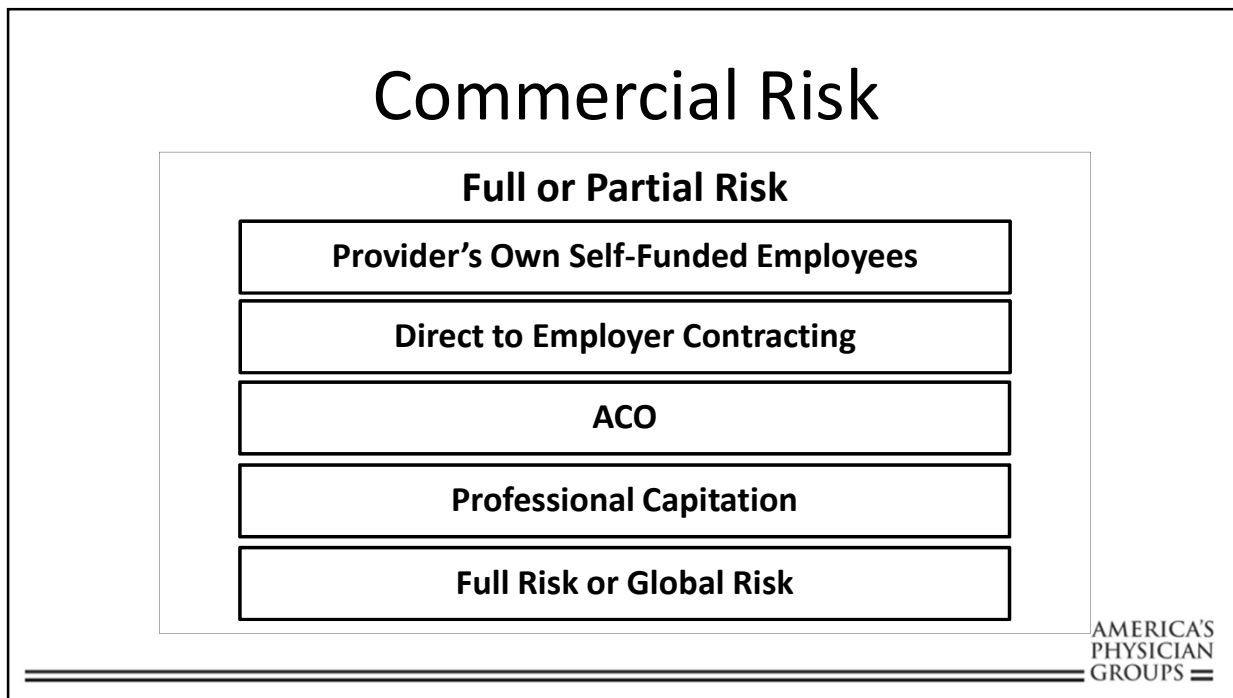 Commercial Risk
Full or Partial Risk
Provider’s Own Self-Funded Employees
Direct to Employer Contracting
ACO
Professional Capitation
Full Risk or Global Risk
AMERICA'S
PHYSICIAN
GROUPS